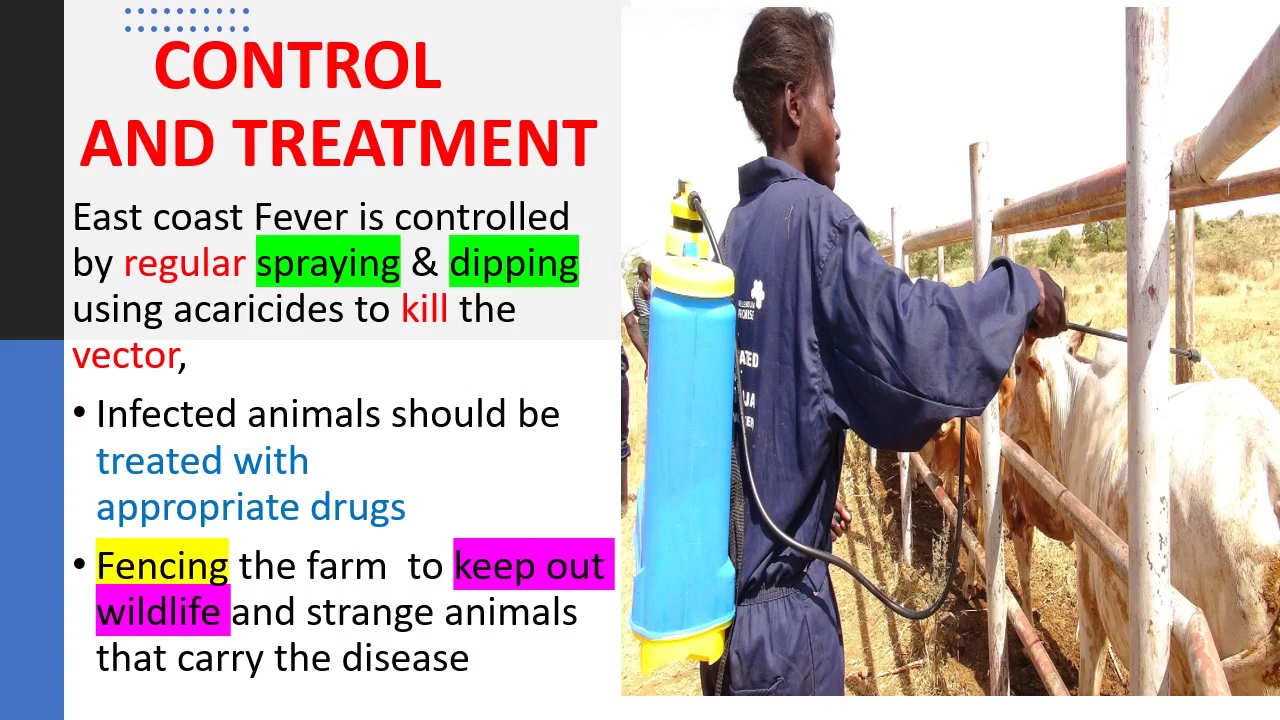 CONTROL
AND TREATMENT
East coast Fever is controlled
by regular spraying & dipping
using acaricides to kill the
vector,
• Infected animals should be
treated with
appropriate drugs
• Fencing the farm to keep out
wildlife and strange animals
that carry the disease